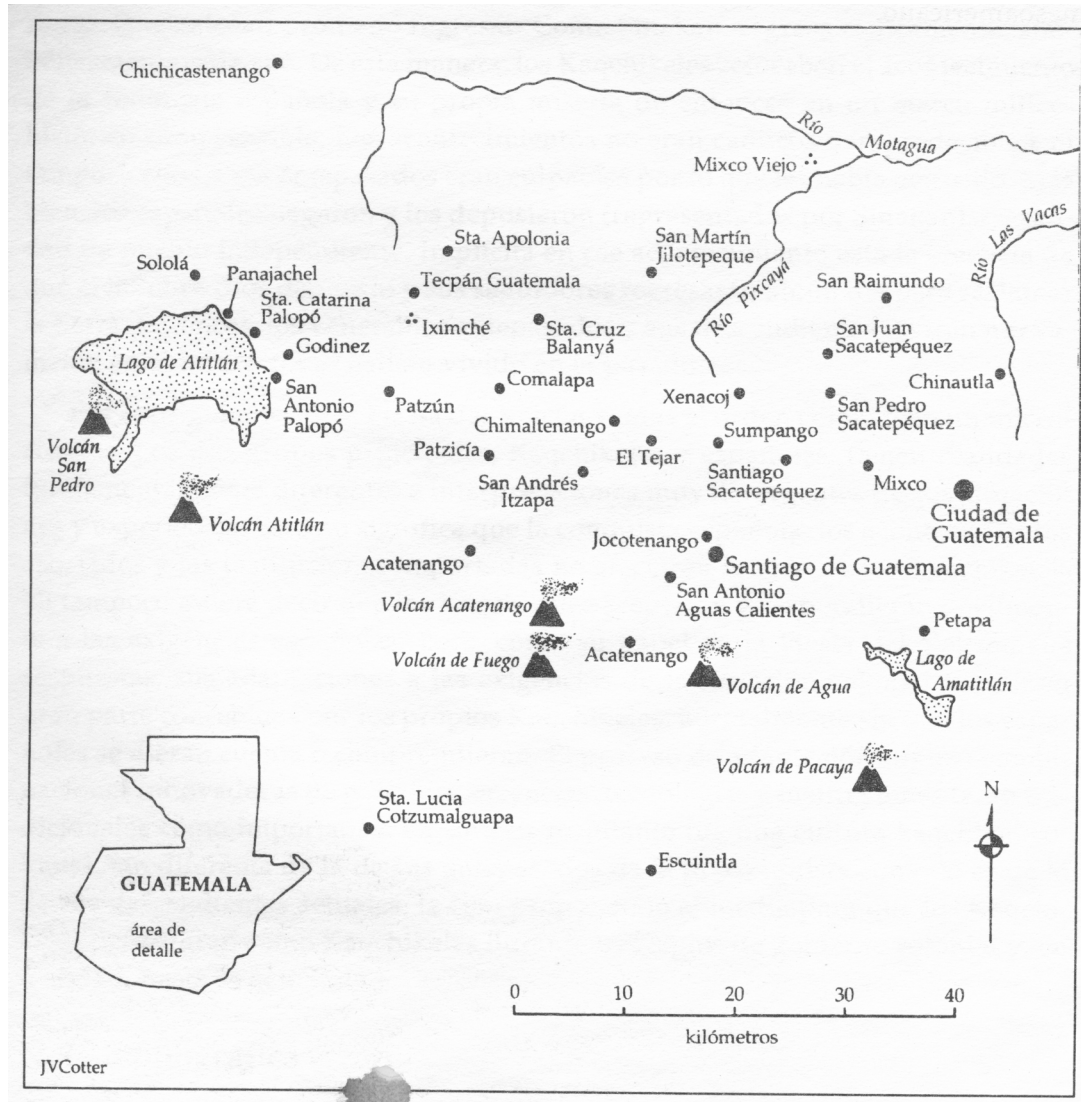 mesoamericano.
Chichicastenango
Río
Motagua
Mixco Viejo
Río Las Vacas
Sta. Apolonia
San Martín
Jilotepeque
Río Pixcayá
Sololá
Panajachel
Tecpán Guatemala
San Raimundo
Sta. Catarina
Palopó
Iximché
Sta. Cruz
Balanyá
San Juan
Sacatepéquez
Lago de Atitlán
Godinez
San
Antonio
Palopó
Patzún
Comalapa
Xenacoj
San Pedro
Sacatepéquez
Chinautla
Volcán
San
Pedro
Chimaltenango
Sumpango
Patzicía
El Tejar
San Andrés
Itzapa
Santiago
Sacatepéquez
Mixco
Ciudad de
Guatemala
Volcán Atitlán
Jocotenango
Acatenango
Santiago de Guatemala
San Antonio
Aguas Calientes
Volcán Acatenango
Petapa
Volcán de Fuego
Acatenango
Volcán de Agua
Lago de
Amatitlán
Volcán de Pacaya
N
Sta. Lucia
Cotzumalguapa
Escuintla
GUATEMALA
área de
detalle
0 10 20 30 40
kilómetros
JVCotter